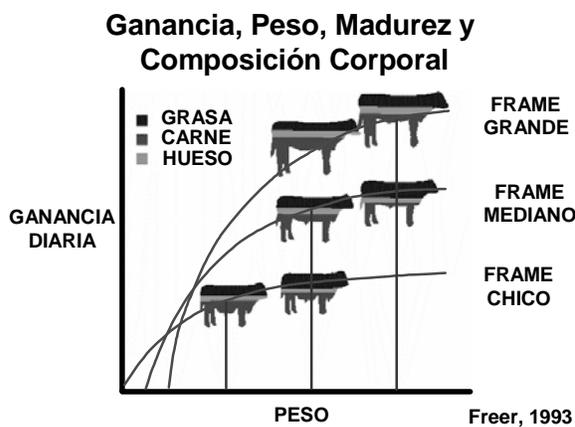 Ganancia, Peso, Madurez y
Composición Corporal
GRASA
CARNE
HUESO
FRAME
GRANDE
GANANCIA
DIARIA
FRAME
MEDIANO
FRAME
CHICO
PESO
Freer, 1993